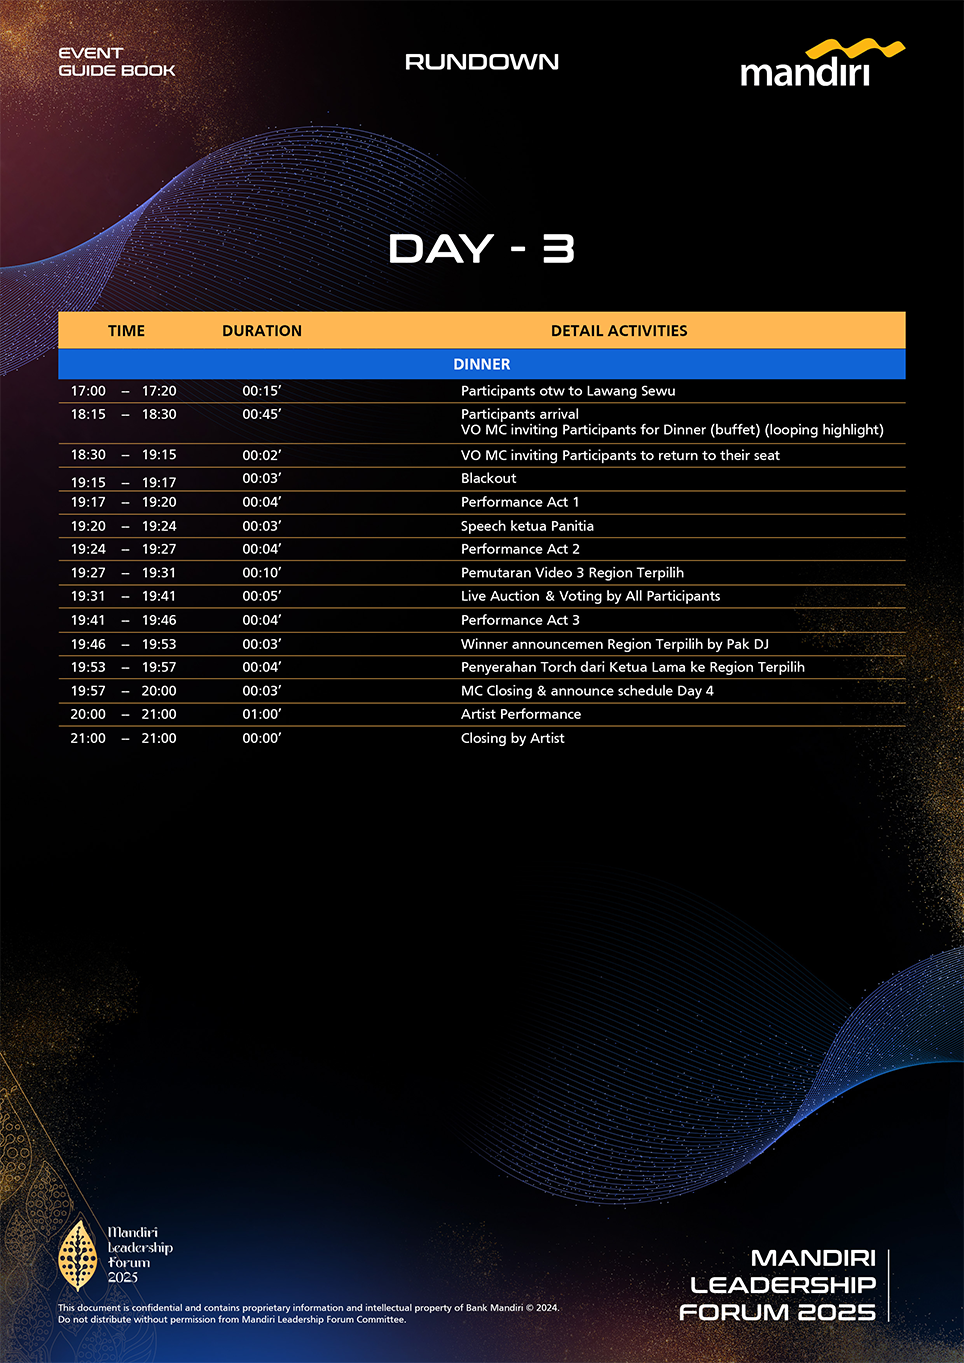 EVENT
GUIDE BOOK
RUNDOWN
mandiri
DAY - 3
TIME DURATION DETAIL ACTIVITIES
DINNER
17:00 – 17:20 00:15’ Participants otw to Lawang Sewu
18:15 – 18:30 00:45’ Participants arrival
VO MC inviting Participants for Dinner (buffet) (looping highlight)
18:30 – 19:15 00:02’ VO MC inviting Participants to return to their seat
19:15 – 19:17 00:03’ Blackout
19:17 – 19:20 00:04’ Performance Act 1
19:20 – 19:24 00:03’ Speech ketua Panitia
19:24 – 19:27 00:04’ Performance Act 2
19:27 – 19:31 00:10’ Pemutaran Video 3 Region Terpilih
19:31 – 19:41 00:05’ Live Auction & Voting by All Participants
19:41 – 19:46 00:04’ Performance Act 3
19:46 – 19:53 00:03’ Winner announcemen Region Terpilih by Pak DJ
19:53 – 19:57 00:04’ Penyerahan Torch dari Ketua Lama ke Region Terpilih
19:57 – 20:00 00:03’ MC Closing & announce schedule Day 4
20:00 – 21:00 01:00’ Artist Performance
21:00 – 21:00 00:00’ Closing by Artist
Mandiri
Leadership
Forum
2025
This document is confidential and contains proprietary information and intellectual property of Bank Mandiri © 2024.
Do not distribute without permission from Mandiri Leadership Forum Committee.
MANDIRI
LEADERSHIP
FORUM 2025